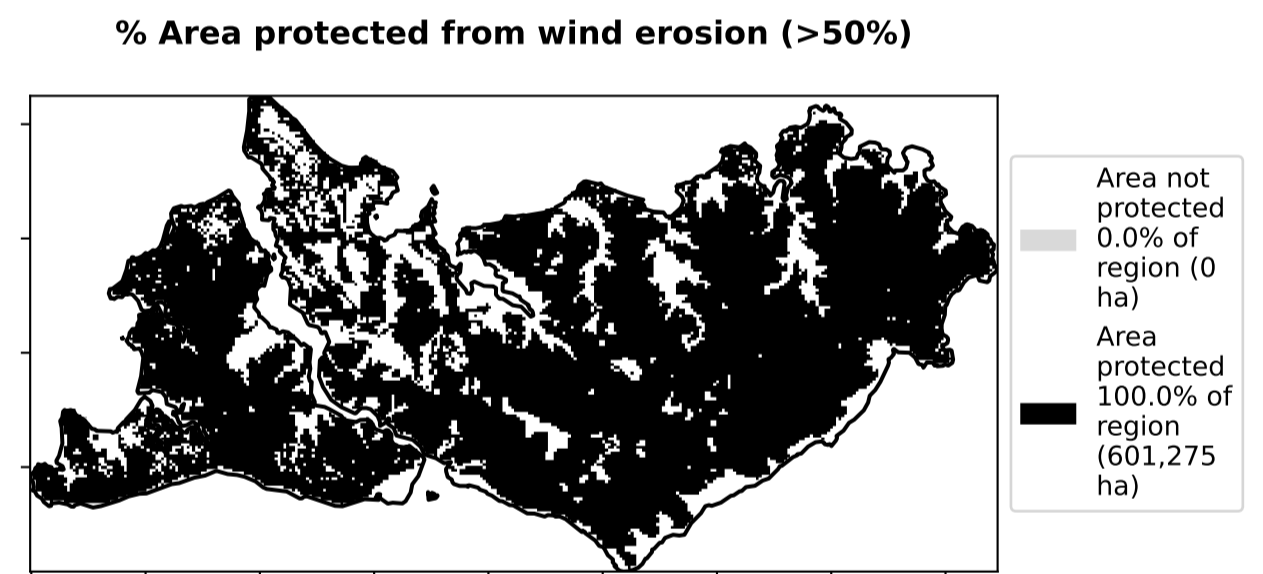 % Area protected from wind erosion (>50%)
Area not
protected
0.0% of
region (0
ha)
Area
protected
100.0% of
region
(601,275
ha)